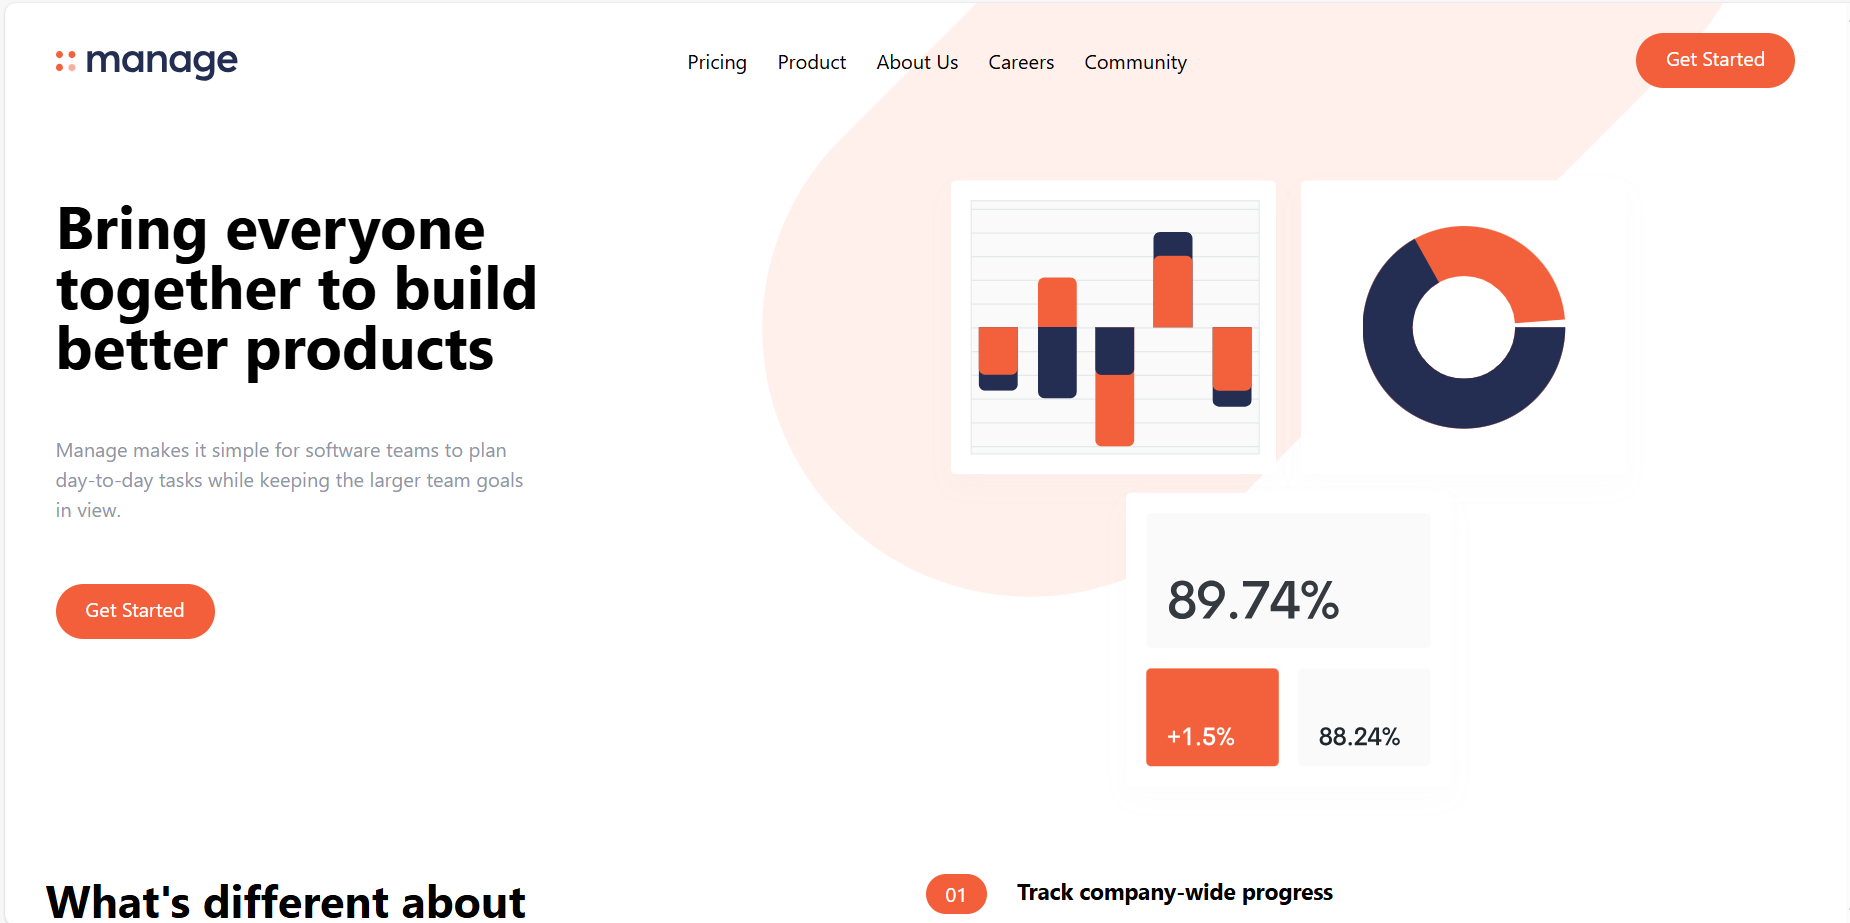 manage
Pricing
Product
About Us
Careers
Community
Get Started
Bring everyone
together to build
better products
Manage makes it simple for software teams to plan
day-to-day tasks while keeping the larger team goals
in view.
Get Started
89.74%
+1.5%
88.24%
What's different about
01
Track company-wide progress